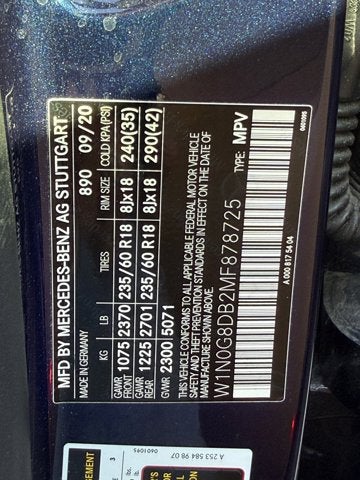 MFD BY MERCEDES-BENZ AG STUTTGART
MADE IN GERMANY 890 09/20
KG LB TIRES RIM SIZE COLD KPA(PSI)
GAWR FRONT 1075 2370 235/60 R18 8Jx18 240(35)
GAWR REAR 1225 2701 235/60 R18 8Jx18 290(42)
GVWR 2300 5071
THIS VEHICLE CONFORMS TO ALL APPLICABLE FEDERAL MOTOR VEHICLE
SAFETY, BUMPER, AND THEFT PREVENTION STANDARDS IN EFFECT ON THE DATE OF
MANUFACTURE SHOWN ABOVE.
W1N0G8DB2MF878725 TYPE: MPV
A 000 817 54 04
0601095
A 253 584 98 07
0601095
3